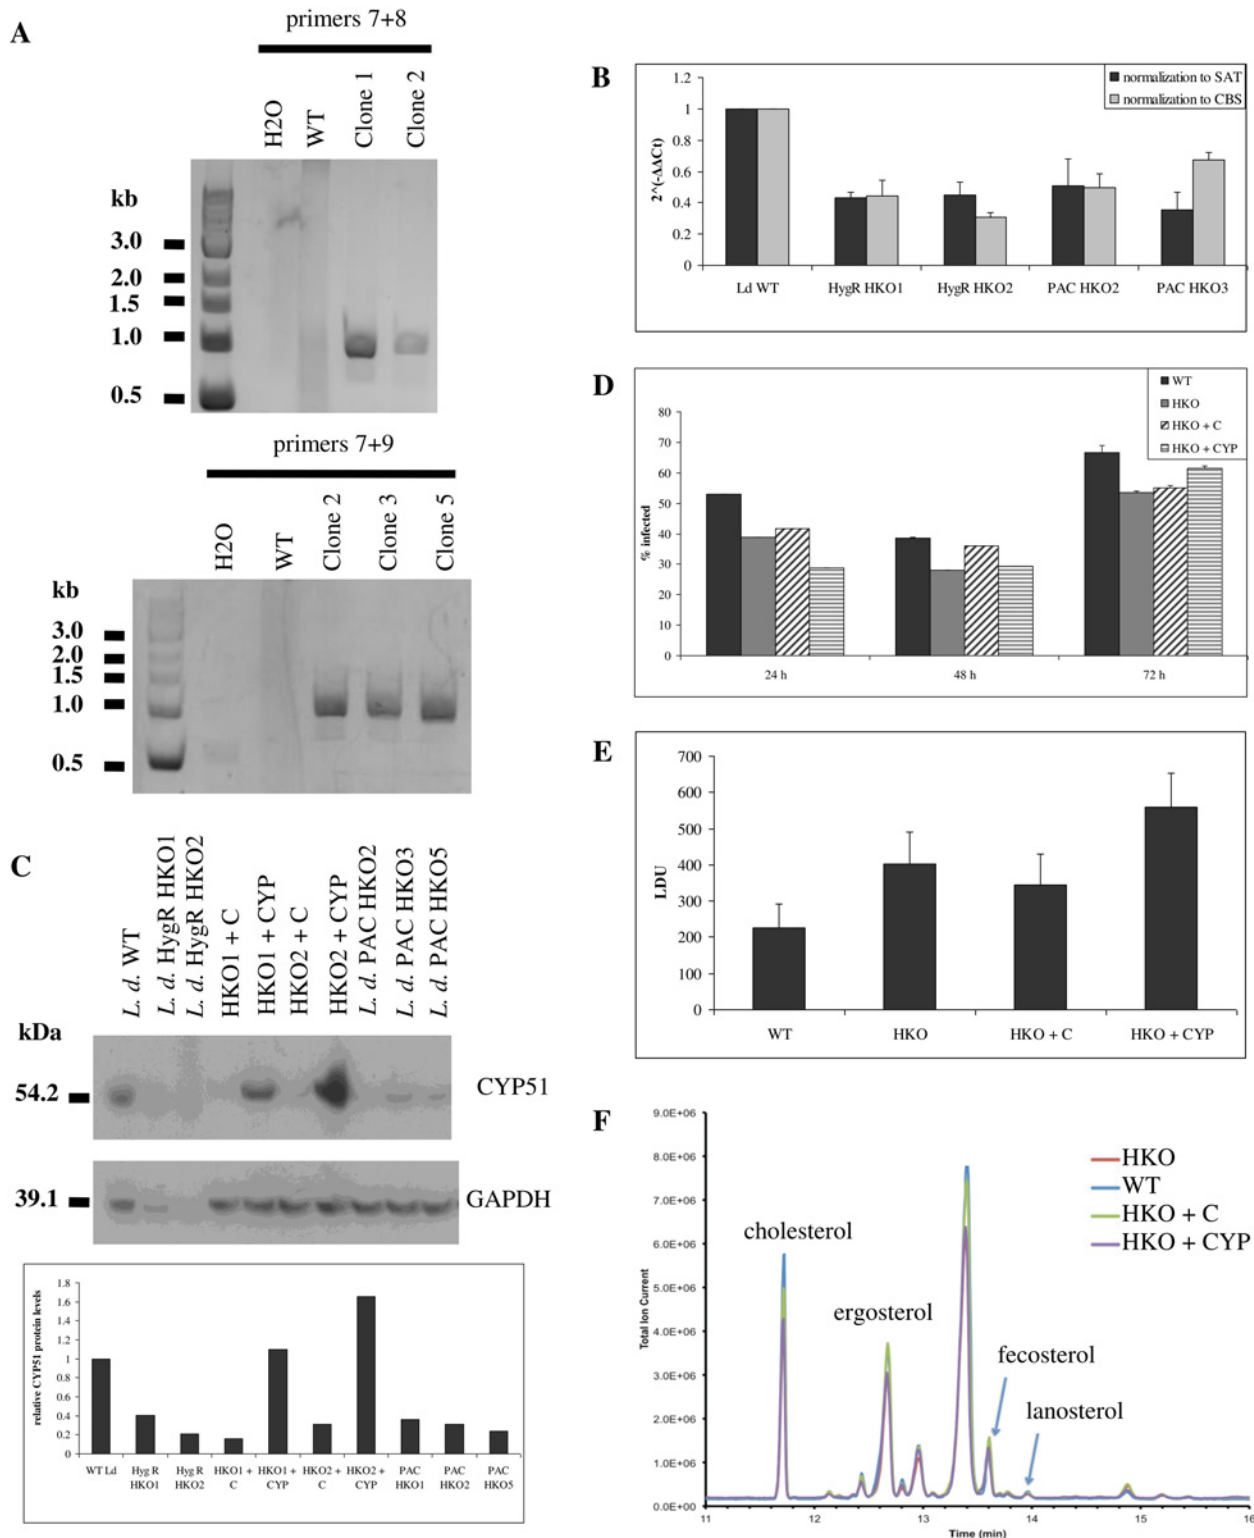 A
primers 7+8
H2O
WT
Clone 1
Clone 2
kb
3.0
2.0
1.5
1.0
0.5
primers 7+9
H2O
WT
Clone 2
Clone 3
Clone 5
kb
3.0
2.0
1.5
1.0
0.5
B
normalization to SAT
normalization to CBS
2^(-ΔΔCt)
1.2
1
0.8
0.6
0.4
0.2
0
Ld WT
HygR HKO1
HygR HKO2
PAC HKO2
PAC HKO3
C
L. d. WT
L. d. HygR HKO1
L. d. HygR HKO2
HKO1 + C
HKO1 + CYP
HKO2 + C
HKO2 + CYP
L. d. PAC HKO2
L. d. PAC HKO3
L. d. PAC HKO5
kDa
54.2
CYP51
39.1
GAPDH
relative CYP51 protein levels
1.8
1.6
1.4
1.2
1
0.8
0.6
0.4
0.2
0
WT Ld
Hyg R HKO1
Hyg R HKO2
HKO1 + C
HKO1 + CYP
HKO2 + C
HKO2 + CYP
PAC HKO1
PAC HKO2
PAC HKO5
D
WT
HKO
HKO + C
HKO + CYP
% infected
80
70
60
50
40
30
20
10
0
24 h
48 h
72 h
E
LDU
700
600
500
400
300
200
100
0
WT
HKO
HKO + C
HKO + CYP
F
Total Ion Current
9.0E+06
8.0E+06
7.0E+06
6.0E+06
5.0E+06
4.0E+06
3.0E+06
2.0E+06
1.0E+06
0.0E+00
HKO
WT
HKO + C
HKO + CYP
cholesterol
ergosterol
fecosterol
lanosterol
11
12
13
14
15
16
Time (min)